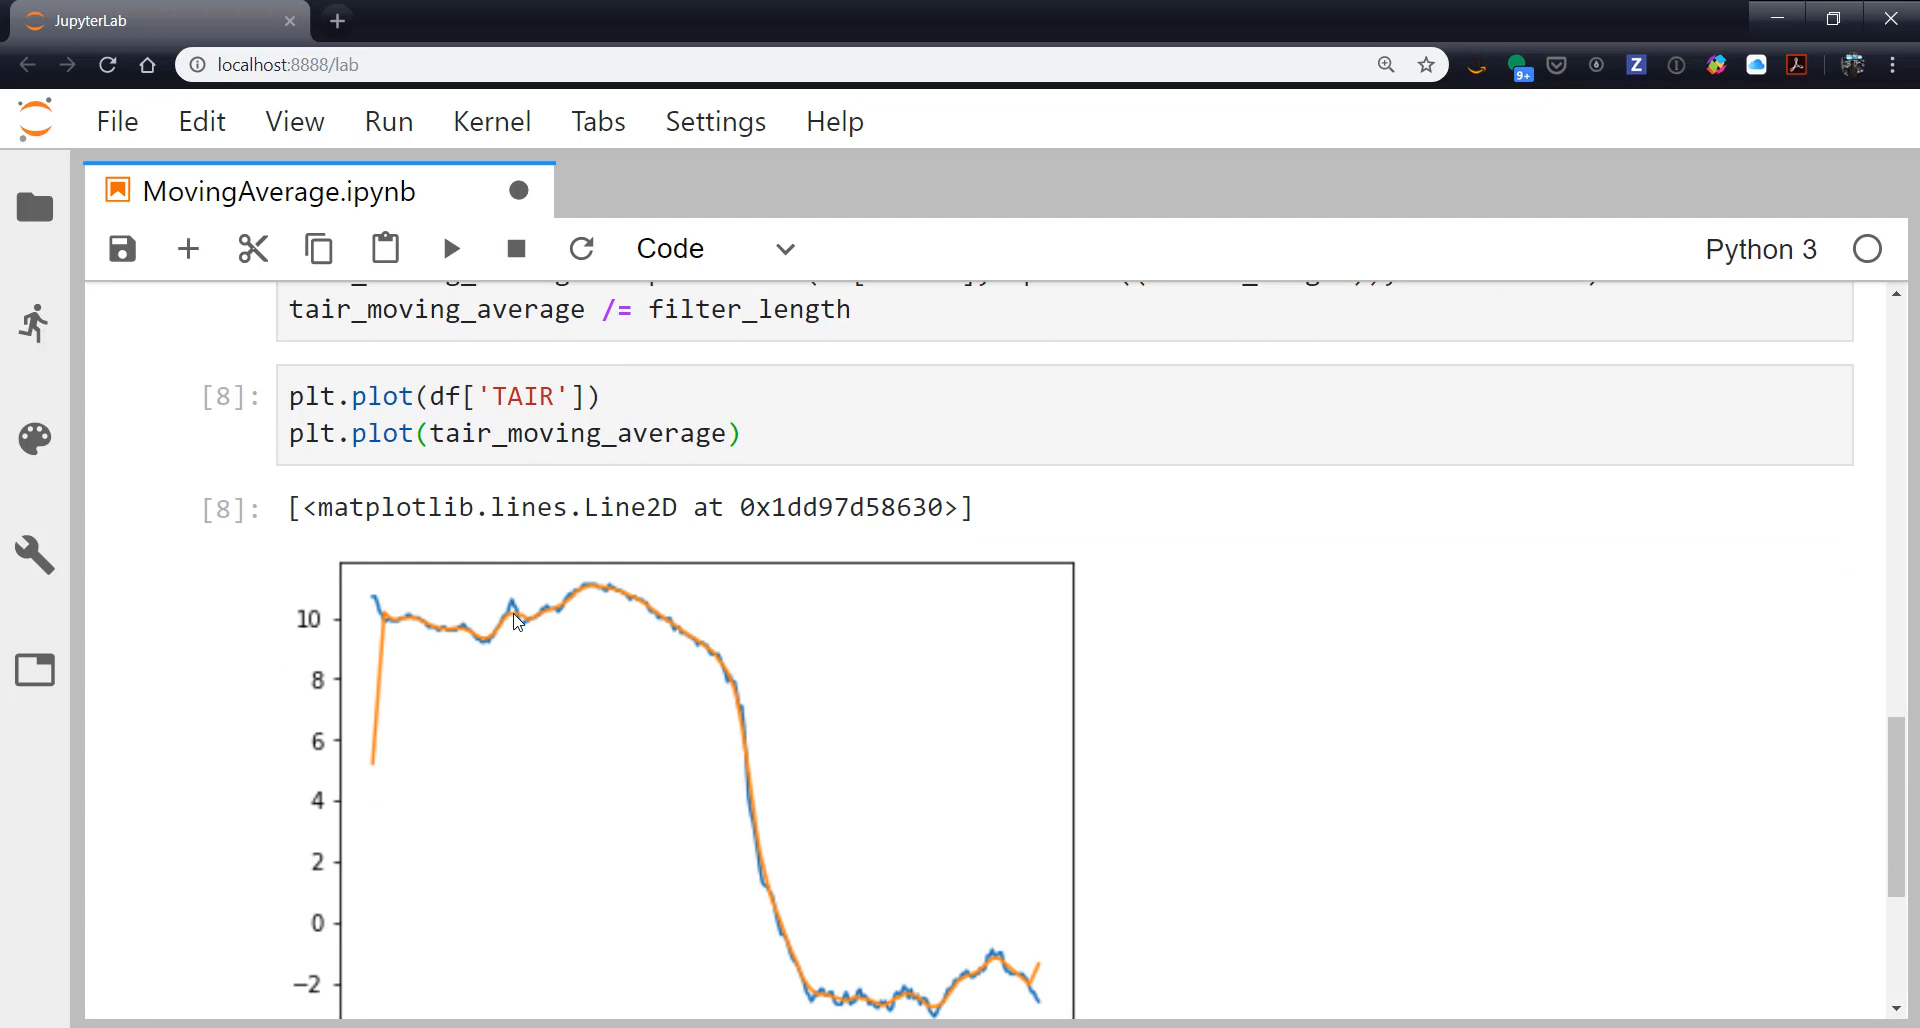 JupyterLab
localhost:8888/lab
9+
Z
File Edit View Run Kernel Tabs Settings Help
MovingAverage.ipynb
Code
Python 3
tair_moving_average /= filter_length
[8]: plt.plot(df['TAIR'])
plt.plot(tair_moving_average)
[8]: [<matplotlib.lines.Line2D at 0x1dd97d58630>]
10
8
6
4
2
0
−2